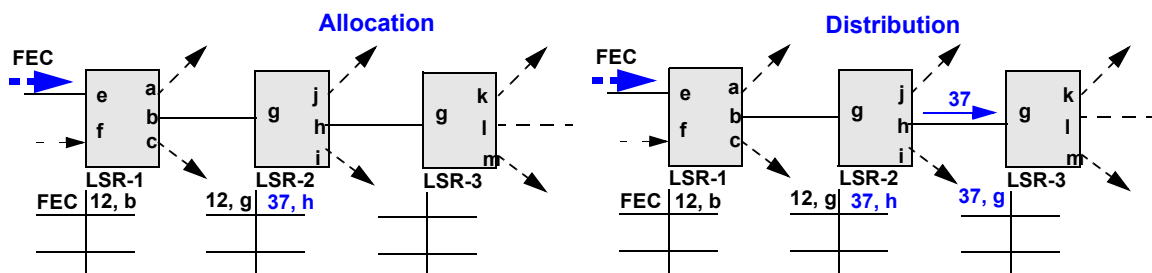 Allocation
FEC
e
f
a
b
c
g
j
h
i
g
k
l
m
LSR-1
LSR-2
LSR-3
FEC
12, b
12, g
37, h
Distribution
FEC
e
f
a
b
c
g
j
h
i
37
g
k
l
m
LSR-1
LSR-2
LSR-3
FEC
12, b
12, g
37, h
37, g